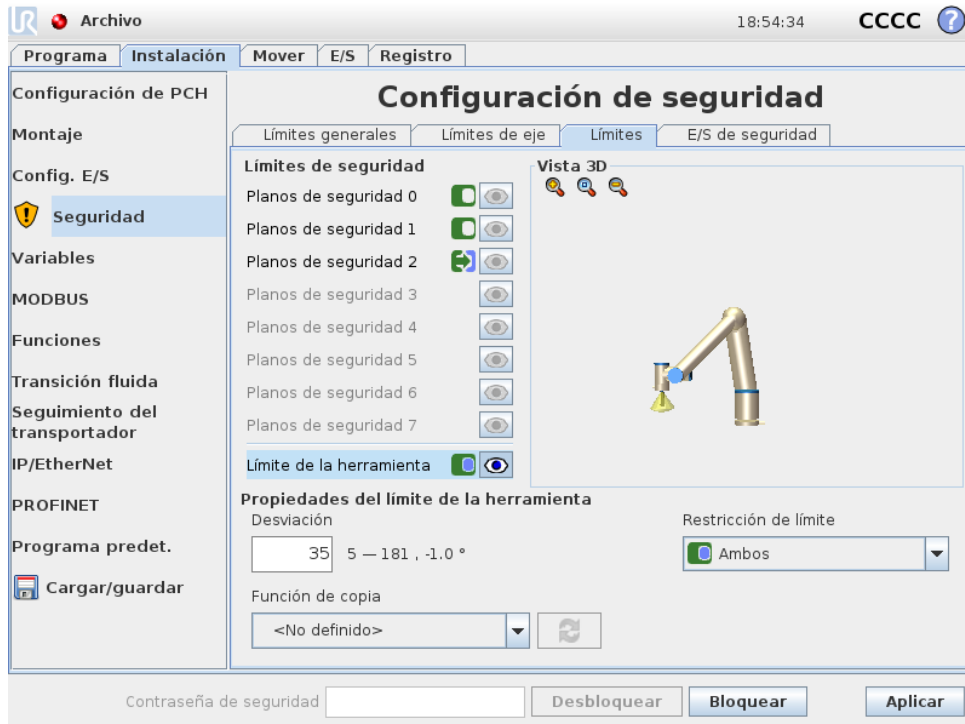 UR Archivo 18:54:34 CCCC ?
Programa Instalación Mover E/S Registro
Configuración de PCH
Montaje
Config. E/S
Seguridad
Variables
MODBUS
Funciones
Transición fluida
Seguimiento del
transportador
IP/EtherNet
PROFINET
Programa predet.
Cargar/guardar
Configuración de seguridad
Límites generales Límites de eje Límites E/S de seguridad
Límites de seguridad
Planos de seguridad 0
Planos de seguridad 1
Planos de seguridad 2
Planos de seguridad 3
Planos de seguridad 4
Planos de seguridad 5
Planos de seguridad 6
Planos de seguridad 7
Límite de la herramienta
Vista 3D
Propiedades del límite de la herramienta
Desviación
35 5 — 181 , -1.0 °
Restricción de límite
Ambos
Función de copia
<No definido>
Contraseña de seguridad Desbloquear Bloquear Aplicar